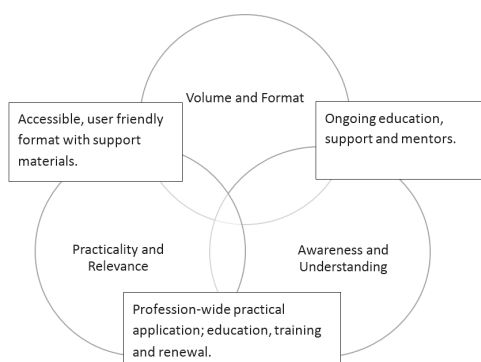 Volume and Format
Accessible, user friendly
format with support
materials.
Ongoing education,
support and mentors.
Practicality and
Relevance
Awareness and
Understanding
Profession-wide practical
application; education, training
and renewal.